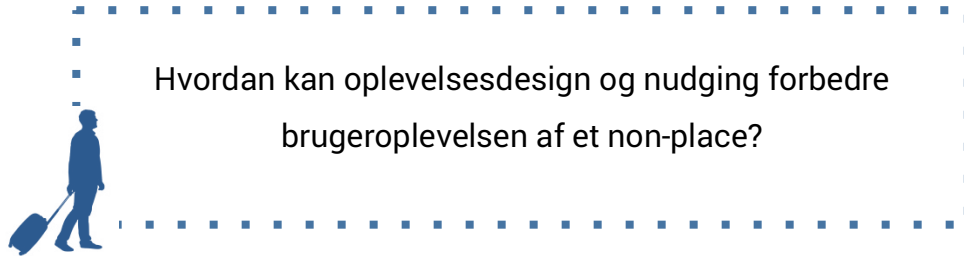 Hvordan kan oplevelsesdesign og nudging forbedre
brugeroplevelsen af et non-place?